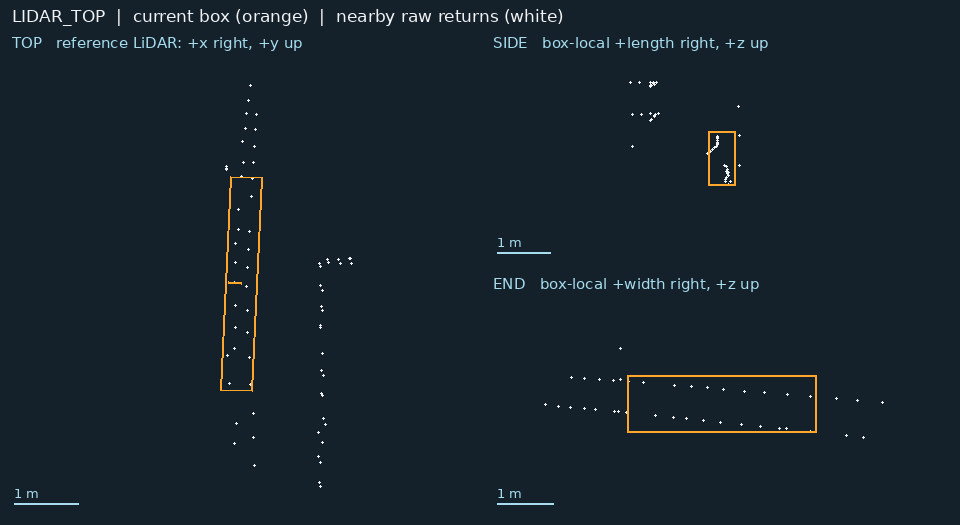 LIDAR_TOP | current box (orange) | nearby raw returns (white)
TOP reference LiDAR: +x right, +y up
SIDE box-local +length right, +z up
1 m
END box-local +width right, +z up
1 m
1 m